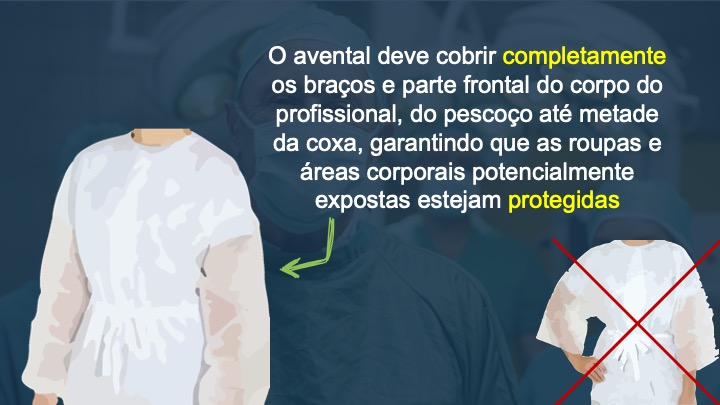 O avental deve cobrir completamente
os braços e parte frontal do corpo do
profissional, do pescoço até metade
da coxa, garantindo que as roupas e
áreas corporais potencialmente
expostas estejam protegidas